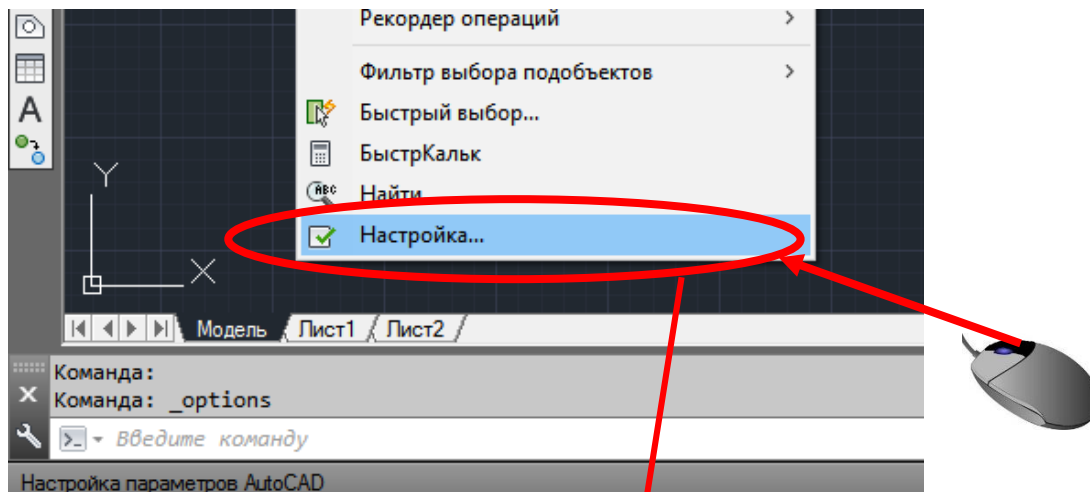 Рекордер операций
Фильтр выбора подобъектов
Быстрый выбор...
БыстрКальк
Найти
Настройка...
A
Y
X
Модель Лист1 Лист2
Команда:
Команда: _options
Введите команду
Настройка параметров AutoCAD